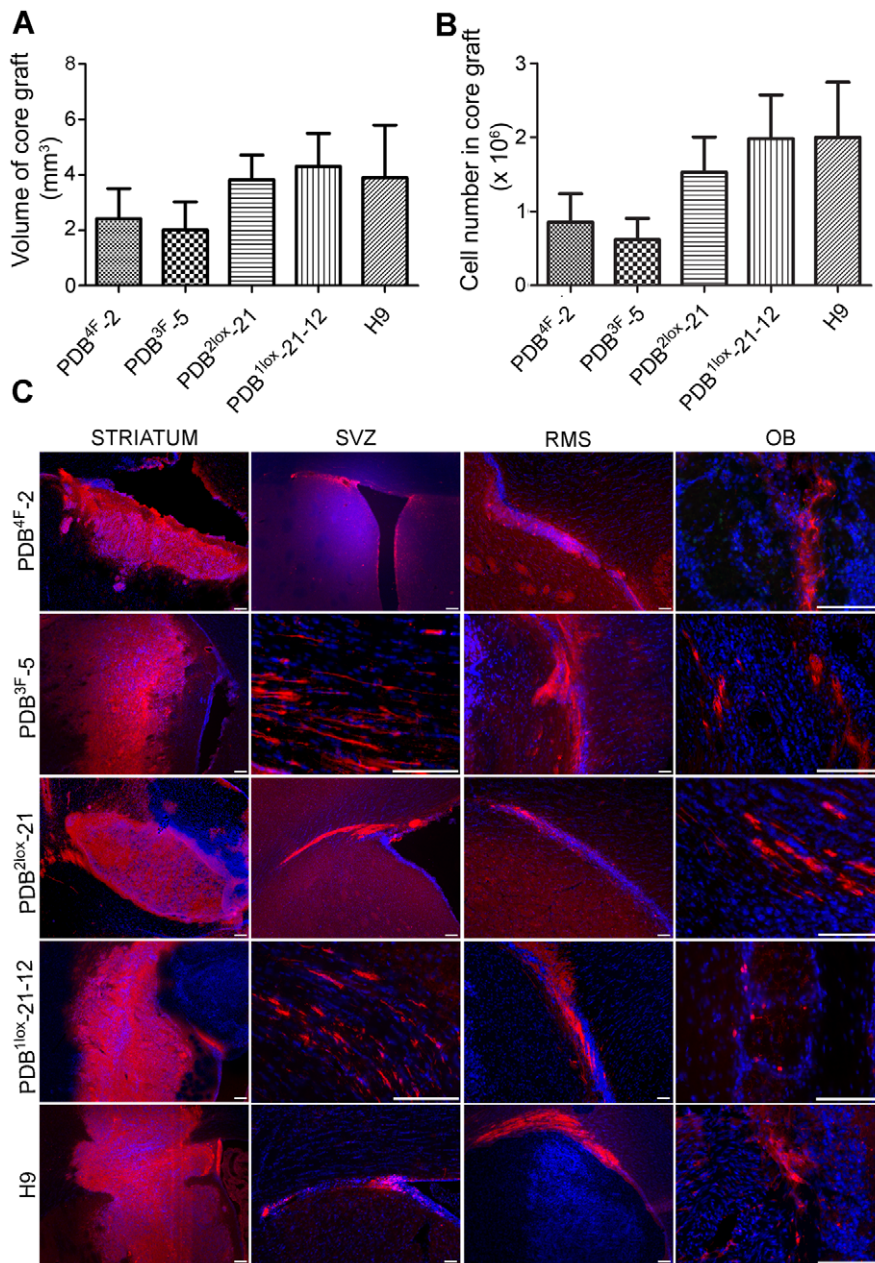 A
Volume of core graft
(mm³)
8
6
4
2
0
PDB⁴ᶠ-2
PDB³ᶠ-5
PDB²ˡᵒˣ-21
PDB¹ˡᵒˣ-21-12
H9
B
Cell number in core graft
(x 10⁶)
3
2
1
0
PDB⁴ᶠ-2
PDB³ᶠ-5
PDB²ˡᵒˣ-21
PDB¹ˡᵒˣ-21-12
H9
C
STRIATUM SVZ RMS OB
PDB⁴ᶠ-2
PDB³ᶠ-5
PDB²ˡᵒˣ-21
PDB¹ˡᵒˣ-21-12
H9